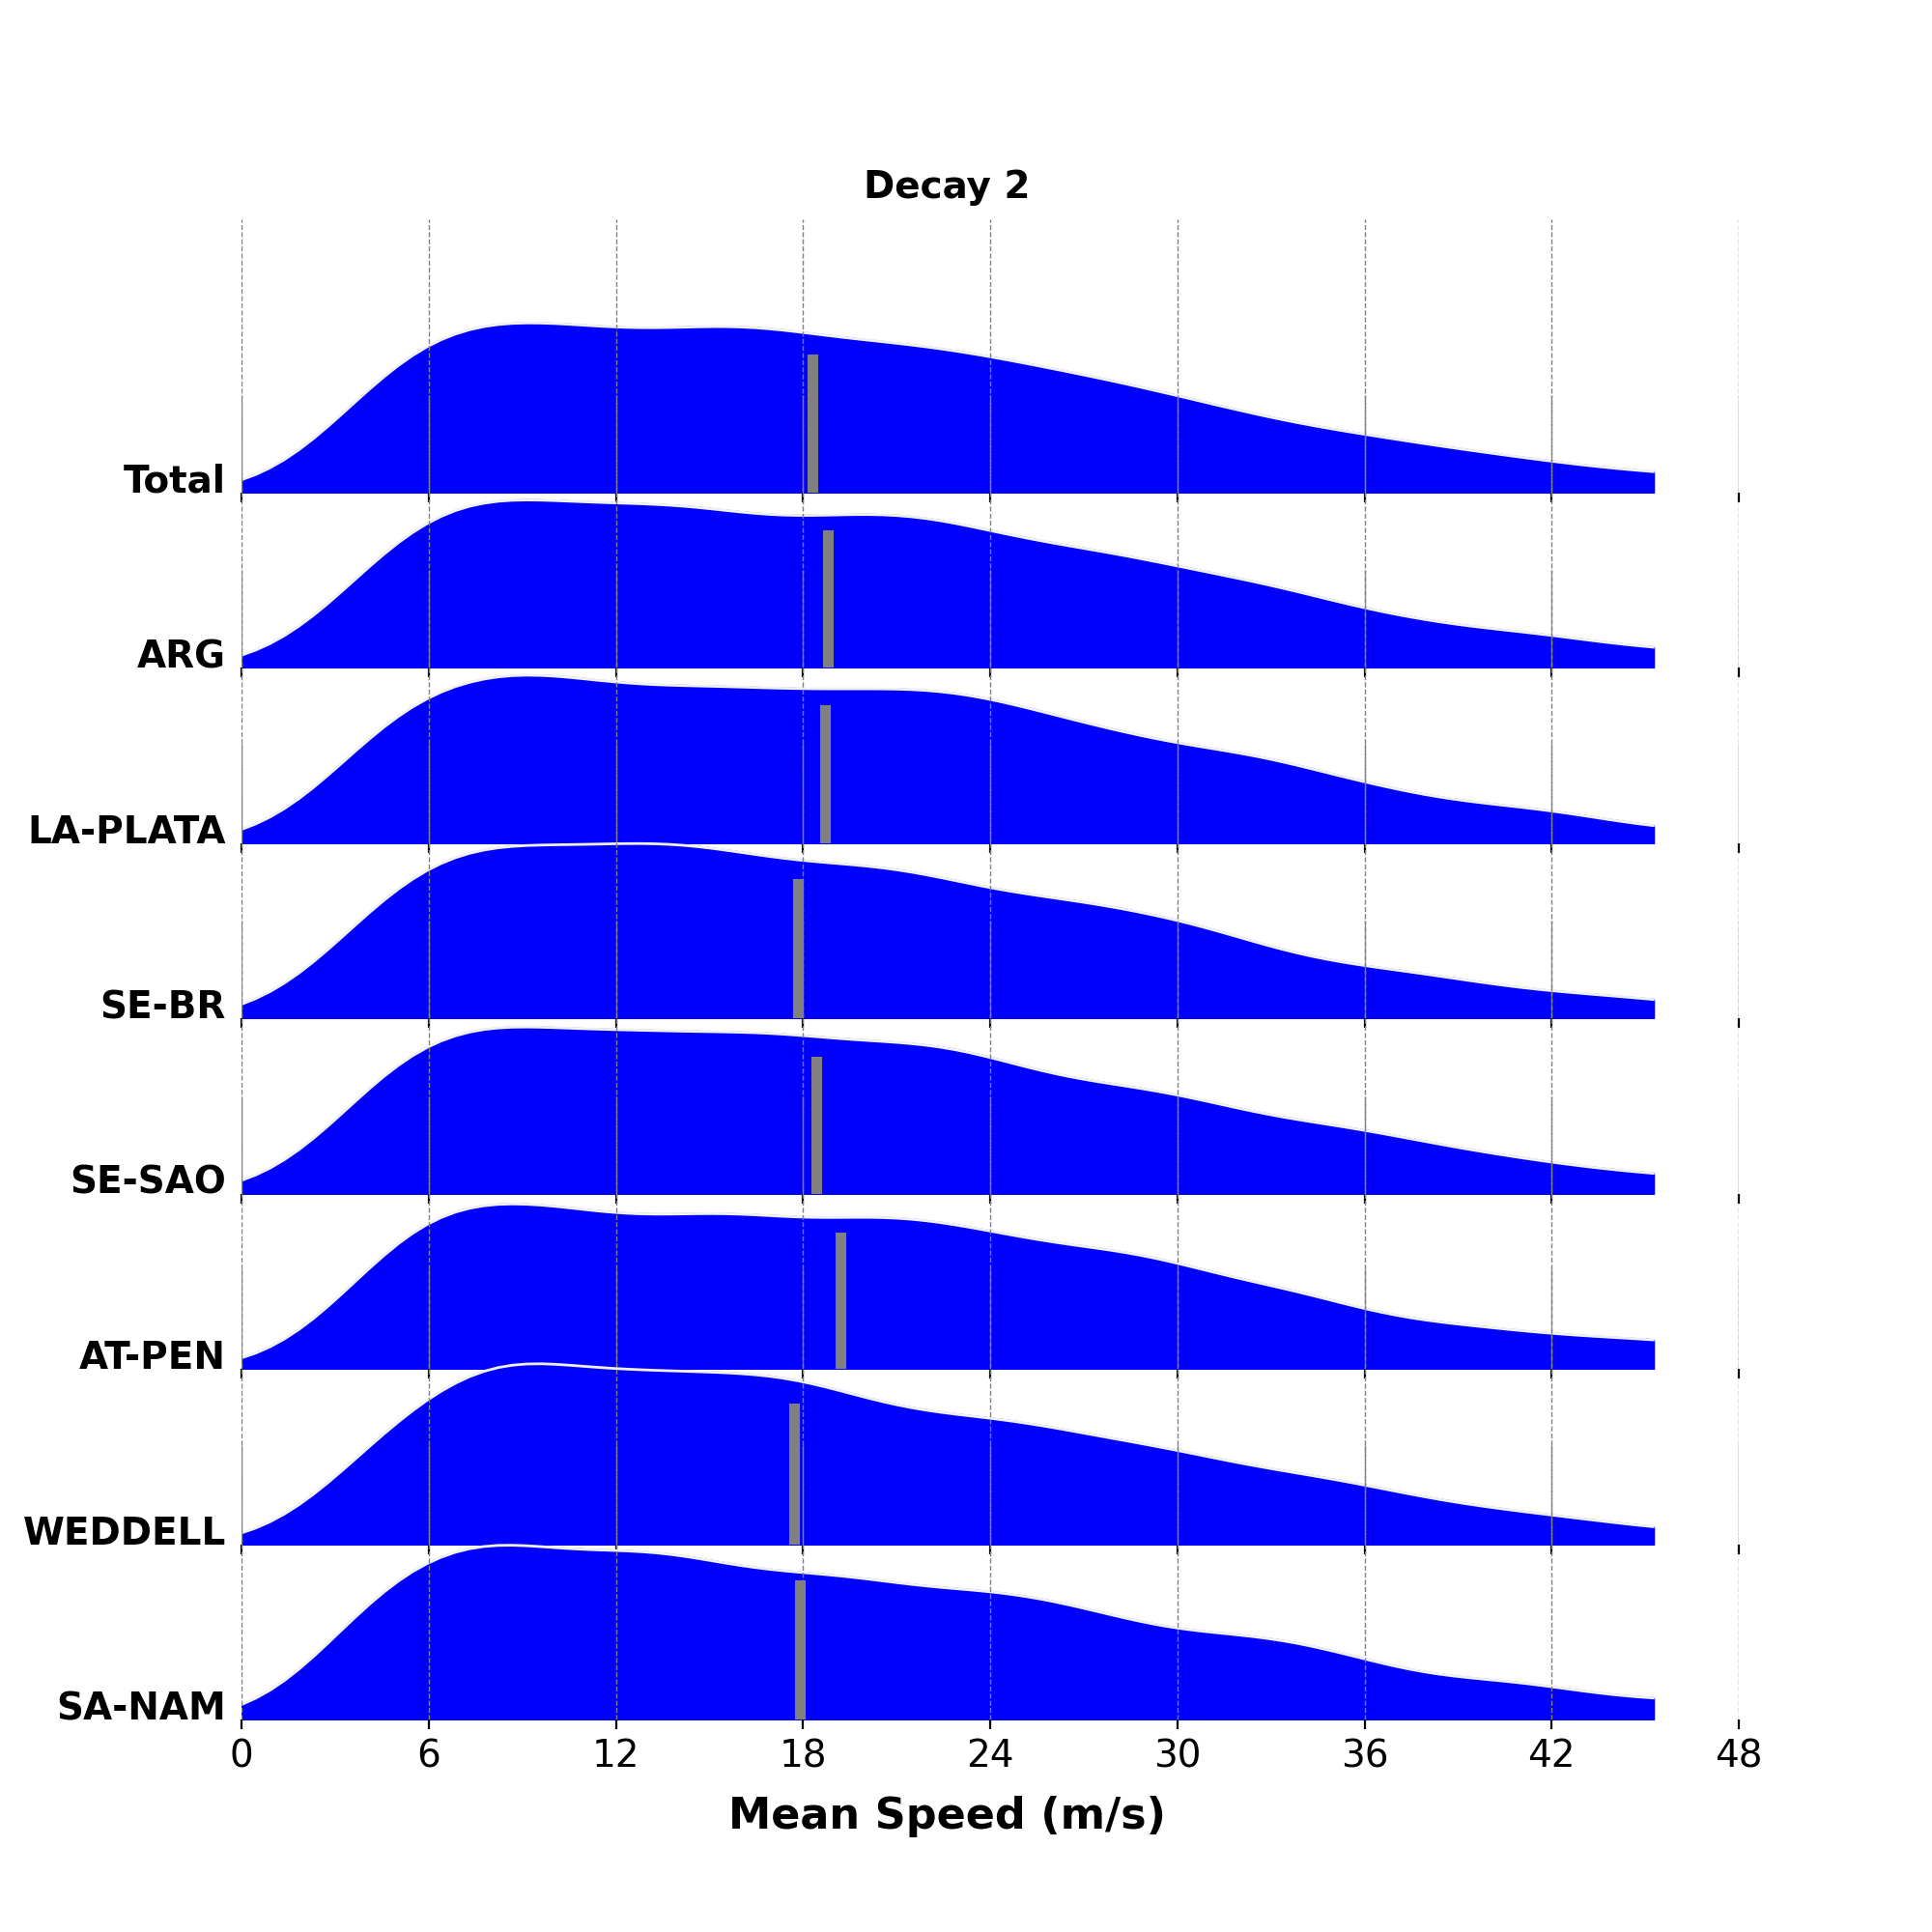 Decay 2
Total
ARG
LA-PLATA
SE-BR
SE-SAO
AT-PEN
WEDDELL
SA-NAM
0 6 12 18 24 30 36 42 48
Mean Speed (m/s)